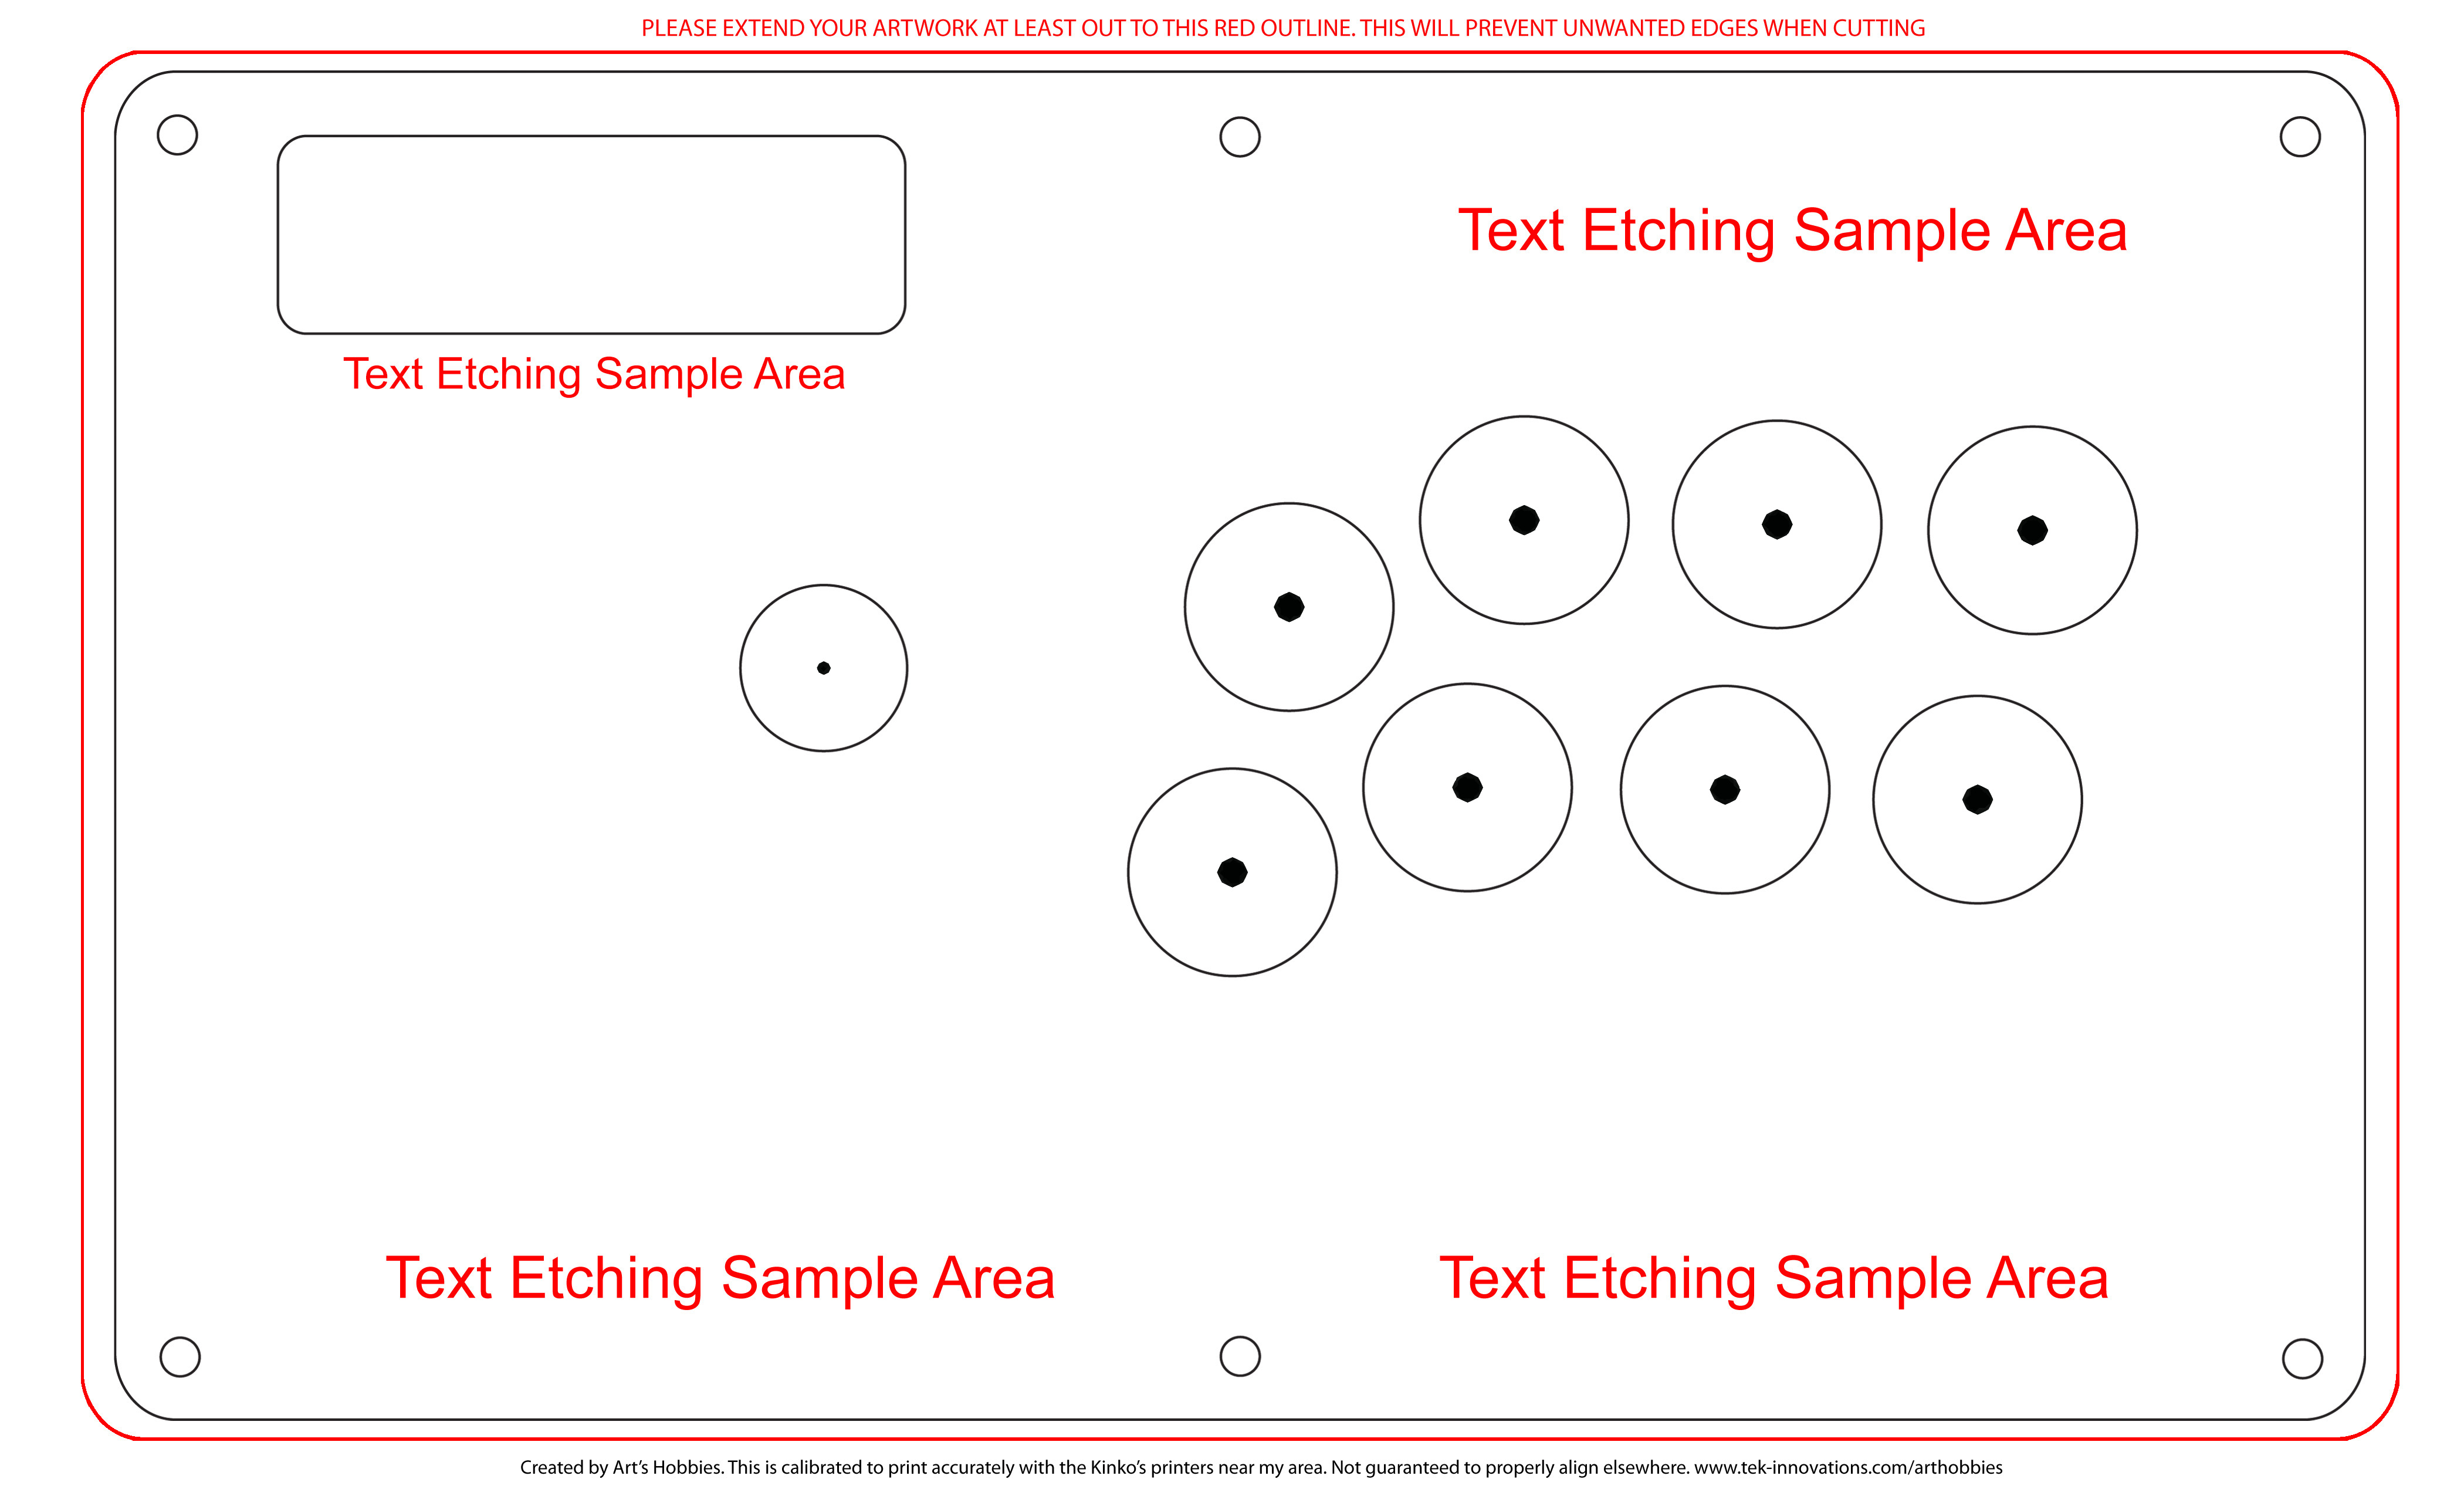 PLEASE EXTEND YOUR ARTWORK AT LEAST OUT TO THIS RED OUTLINE. THIS WILL PREVENT UNWANTED EDGES WHEN CUTTING
Text Etching Sample Area
Text Etching Sample Area
Text Etching Sample Area
Text Etching Sample Area
Created by Art's Hobbies. This is calibrated to print accurately with the Kinko's printers near my area. Not guaranteed to properly align elsewhere. www.tek-innovations.com/arthobbies